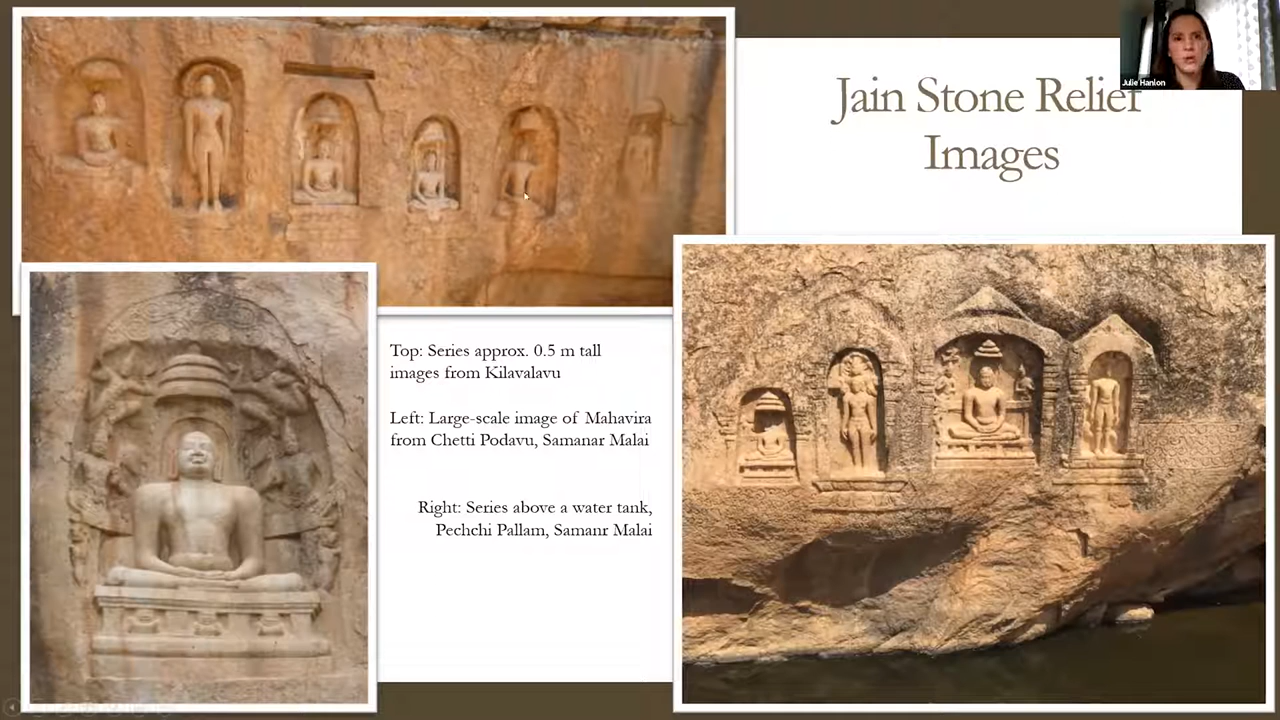 Julie Hanlon
Jain Stone Relief
Images
Top: Series approx. 0.5 m tall
images from Kilavalavu
Left: Large-scale image of Mahavira
from Chetti Podavu, Samanar Malai
Right: Series above a water tank,
Pechchi Pallam, Samanr Malai